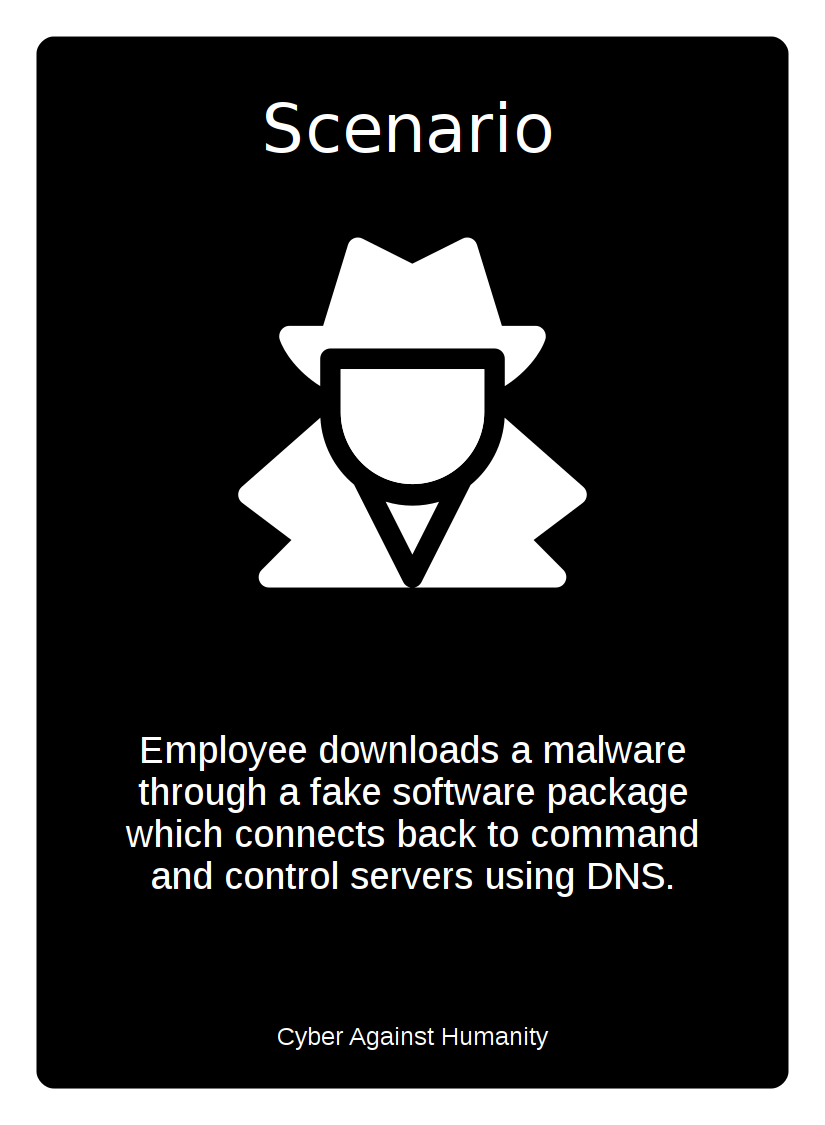 Scenario
Employee downloads a malware
through a fake software package
which connects back to command
and control servers using DNS.
Cyber Against Humanity